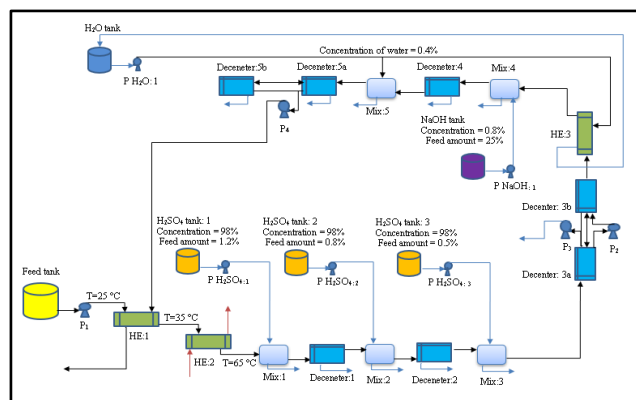 H₂O tank
P H₂O: 1
Concentration of water = 0.4%
Deceneter:5b
Deceneter:5a
Mix:5
Deceneter:4
Mix:4
P₄
NaOH tank
Concentration = 0.8%
Feed amount = 25%
P NaOH: 1
HE:3
Decenter: 3b
P₃
P₂
Decenter: 3a
H₂SO₄ tank: 1
Concentration = 98%
Feed amount = 1.2%
P H₂SO₄:1
H₂SO₄ tank: 2
Concentration = 98%
Feed amount = 0.8%
P H₂SO₄:2
H₂SO₄ tank: 3
Concentration = 98%
Feed amount = 0.5%
P H₂SO₄: 3
Feed tank
T=25 °C
P₁
HE:1
T=35 °C
HE:2
T=65 °C
Mix:1
Deceneter:1
Mix:2
Deceneter:2
Mix:3